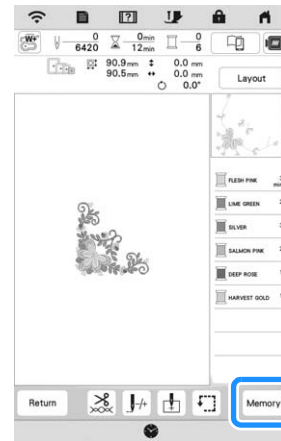 W+
0
6420
0min
12min
0
6
90.9mm
90.5mm
0.0 mm
0.0 mm
0.0°
Layout
FLESH PINK
LIME GREEN
SILVER
SALMON PINK
DEEP ROSE
HARVEST GOLD
Return
-/+
Memory